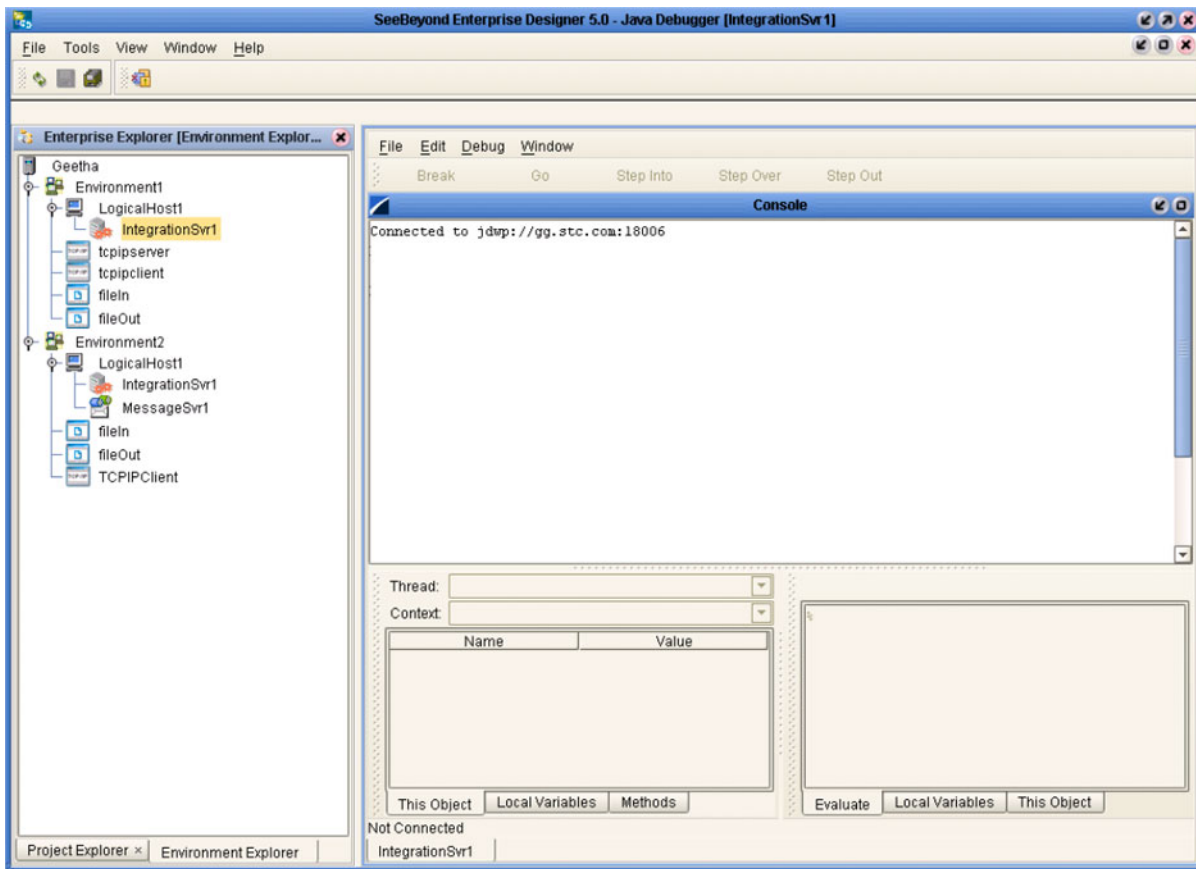 SeeBeyond Enterprise Designer 5.0 - Java Debugger [IntegrationSvr1]
File Tools View Window Help
Enterprise Explorer [Environment Explor...
Geetha
Environment1
LogicalHost1
IntegrationSvr1
tcpipserver
tcpipclient
fileIn
fileOut
Environment2
LogicalHost1
IntegrationSvr1
MessageSvr1
fileIn
fileOut
TCPIPClient
Project Explorer × Environment Explorer
File Edit Debug Window
Break Go Step Into Step Over Step Out
Console
Connected to jdwp://gg.stc.com:18006
Thread:
Context:
Name Value
This Object Local Variables Methods
Evaluate Local Variables This Object
Not Connected
IntegrationSvr1